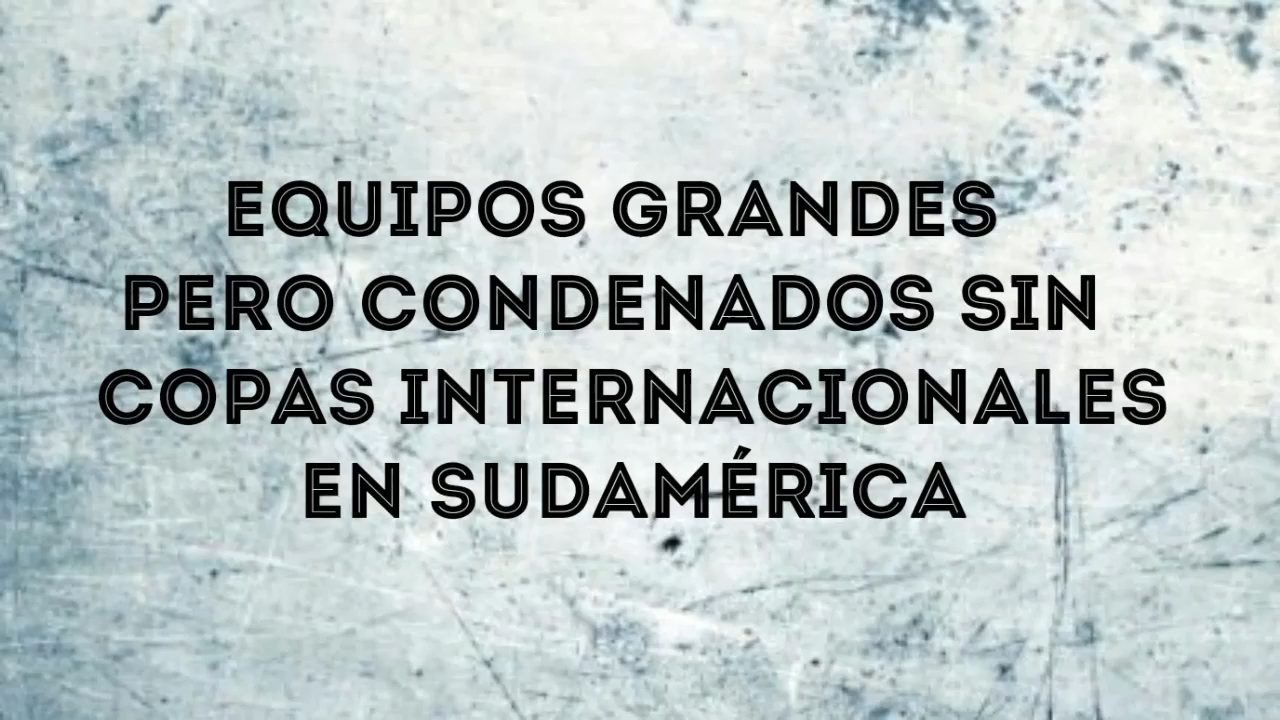 EQUIPOS GRANDES
PERO CONDENADOS SIN
COPAS INTERNACIONALES
EN SUDAMÉRICA